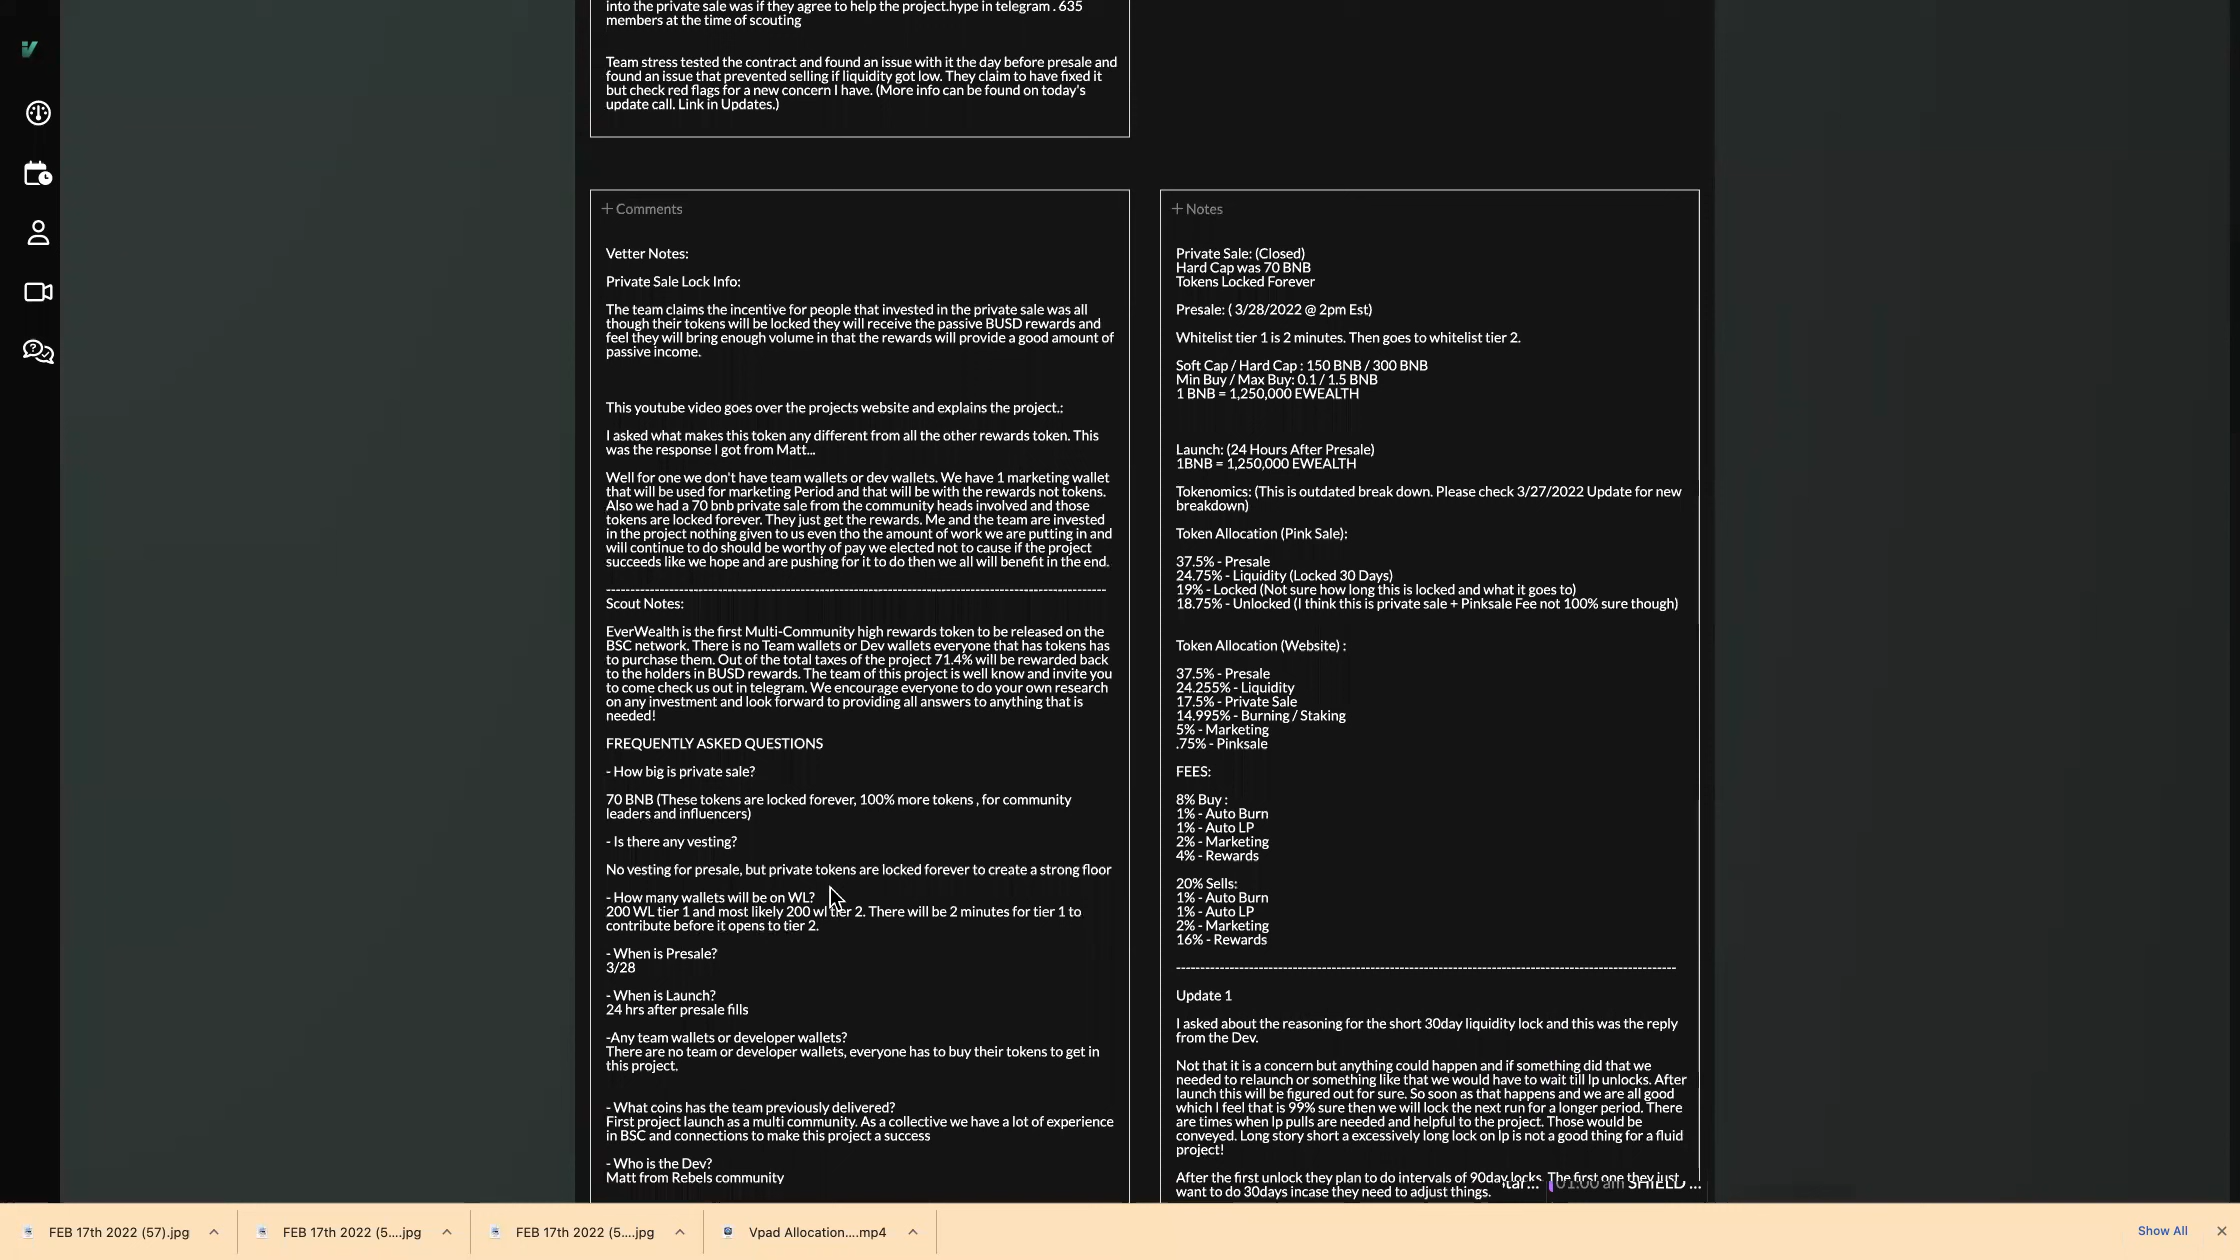 into the private sale was if they agree to help the project.hype in telegram . 635
members at the time of scouting
Team stress tested the contract and found an issue with it the day before presale and
found an issue that prevented selling if liquidity got low. They claim to have fixed it
but check red flags for a new concern I have. (More info can be found on today's
update call. Link in Updates.)
+ Comments
Vetter Notes:
Private Sale Lock Info:
The team claims the incentive for people that invested in the private sale was all
though their tokens will be locked they will receive the passive BUSD rewards and
feel they will bring enough volume in that the rewards will provide a good amount of
passive income.
This youtube video goes over the projects website and explains the project.:
I asked what makes this token any different from all the other rewards token. This
was the response I got from Matt...
Well for one we don't have team wallets or dev wallets. We have 1 marketing wallet
that will be used for marketing Period and that will be with the rewards not tokens.
Also we had a 70 bnb private sale from the community heads involved and those
tokens are locked forever. They just get the rewards. Me and the team are invested
in the project nothing given to us even tho the amount of work we are putting in and
will continue to do should be worthy of pay we elected not to cause if the project
succeeds like we hope and are pushing for it to do then we all will benefit in the end.
Scout Notes:
EverWealth is the first Multi-Community high rewards token to be released on the
BSC network. There is no Team wallets or Dev wallets everyone that has tokens has
to purchase them. Out of the total taxes of the project 71.4% will be rewarded back
to the holders in BUSD rewards. The team of this project is well know and invite you
to come check us out in telegram. We encourage everyone to do your own research
on any investment and look forward to providing all answers to anything that is
needed!
FREQUENTLY ASKED QUESTIONS
- How big is private sale?
70 BNB (These tokens are locked forever, 100% more tokens , for community
leaders and influencers)
- Is there any vesting?
No vesting for presale, but private tokens are locked forever to create a strong floor
- How many wallets will be on WL?
200 WL tier 1 and most likely 200 wl tier 2. There will be 2 minutes for tier 1 to
contribute before it opens to tier 2.
- When is Presale?
3/28
- When is Launch?
24 hrs after presale fills
-Any team wallets or developer wallets?
There are no team or developer wallets, everyone has to buy their tokens to get in
this project.
- What coins has the team previously delivered?
First project launch as a multi community. As a collective we have a lot of experience
in BSC and connections to make this project a success
- Who is the Dev?
Matt from Rebels community
+ Notes
Private Sale: (Closed)
Hard Cap was 70 BNB
Tokens Locked Forever
Presale: ( 3/28/2022 @ 2pm Est)
Whitelist tier 1 is 2 minutes. Then goes to whitelist tier 2.
Soft Cap / Hard Cap : 150 BNB / 300 BNB
Min Buy / Max Buy: 0.1 / 1.5 BNB
1 BNB = 1,250,000 EWEALTH
Launch: (24 Hours After Presale)
1BNB = 1,250,000 EWEALTH
Tokenomics: (This is outdated break down. Please check 3/27/2022 Update for new
breakdown)
Token Allocation (Pink Sale):
37.5% - Presale
24.75% - Liquidity (Locked 30 Days)
19% - Locked (Not sure how long this is locked and what it goes to)
18.75% - Unlocked (I think this is private sale + Pinksale Fee not 100% sure though)
Token Allocation (Website) :
37.5% - Presale
24.255% - Liquidity
17.5% - Private Sale
14.995% - Burning / Staking
5% - Marketing
.75% - Pinksale
FEES:
8% Buy :
1% - Auto Burn
1% - Auto LP
2% - Marketing
4% - Rewards
20% Sells:
1% - Auto Burn
1% - Auto LP
2% - Marketing
16% - Rewards
Update 1
I asked about the reasoning for the short 30day liquidity lock and this was the reply
from the Dev.
Not that it is a concern but anything could happen and if something did that we
needed to relaunch or something like that we would have to wait till lp unlocks. After
launch this will be figured out for sure. So soon as that happens and we are all good
which I feel that is 99% sure then we will lock the next run for a longer period. There
are times when lp pulls are needed and helpful to the project. Those would be
conveyed. Long story short a excessively long lock on lp is not a good thing for a fluid
project!
After the first unlock they plan to do intervals of 90day locks. The first one they just
want to do 30days incase they need to adjust things.
01:00 am SHIELD ...
FEB 17th 2022 (57).jpg
FEB 17th 2022 (5....jpg
FEB 17th 2022 (5....jpg
Vpad Allocation....mp4
Show All